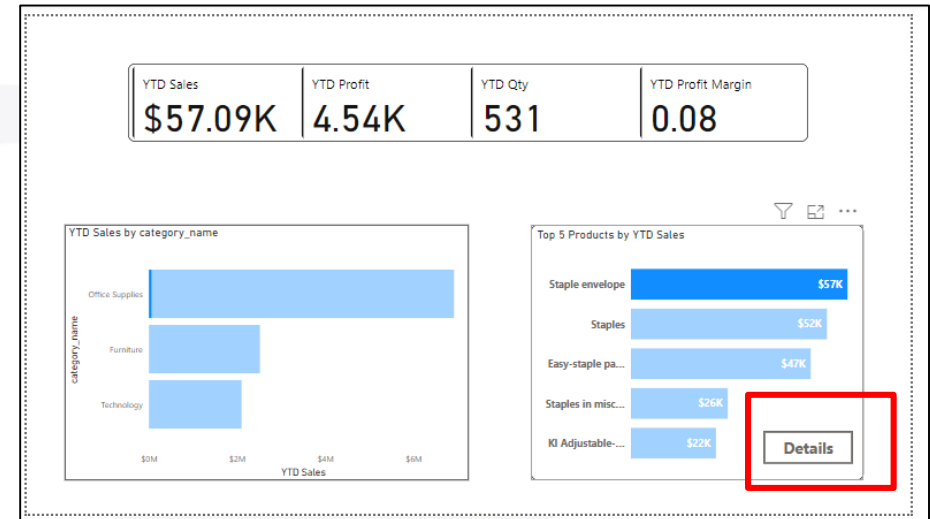 YTD Sales
$57.09K
YTD Profit
4.54K
YTD Qty
531
YTD Profit Margin
0.08
YTD Sales by category_name
category_name
Office Supplies
Furniture
Technology
$0M $2M $4M $6M
YTD Sales
Top 5 Products by YTD Sales
Staple envelope $57K
Staples $52K
Easy-staple pa... $47K
Staples in misc... $26K
KI Adjustable-... $22K
Details